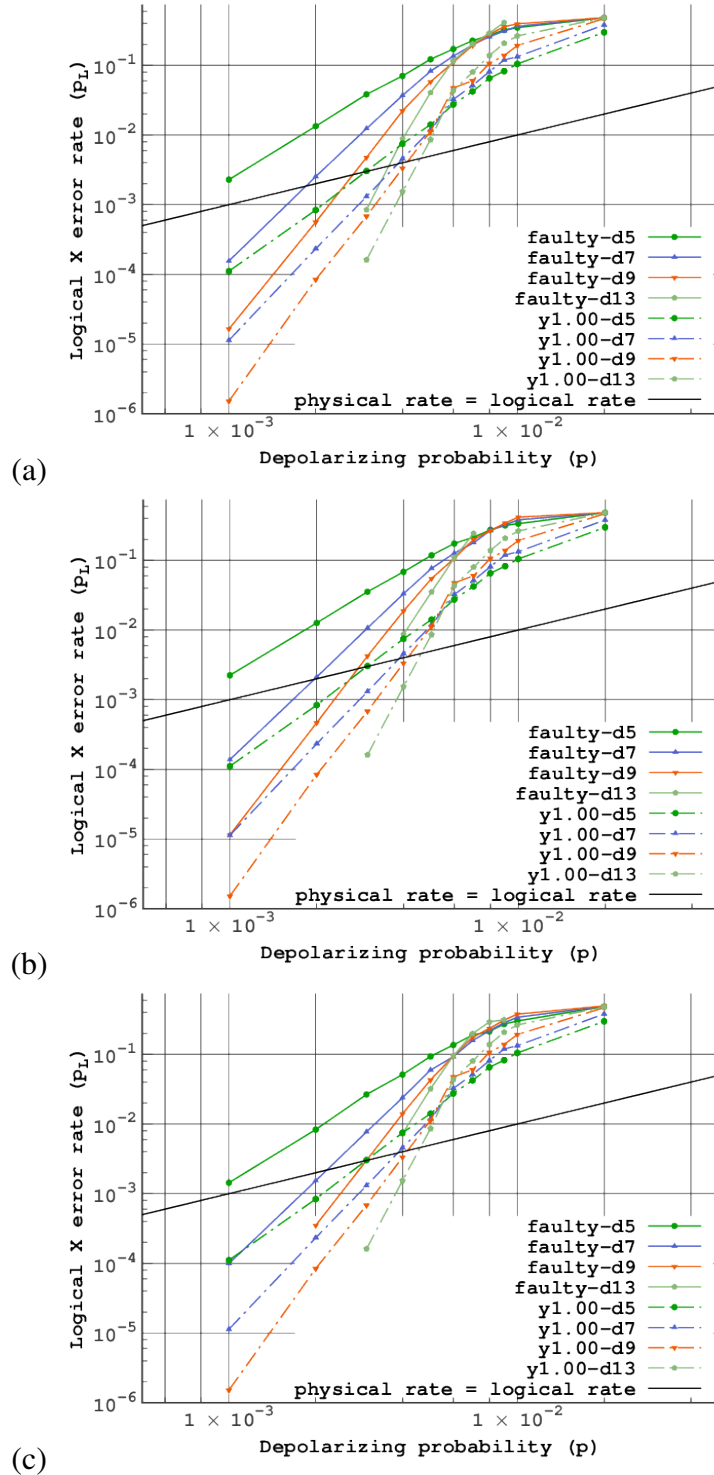 10^-1
10^-2
10^-3
10^-4
10^-5
10^-6
Logical X error rate (p_L)
faulty-d5
faulty-d7
faulty-d9
faulty-d13
y1.00-d5
y1.00-d7
y1.00-d9
y1.00-d13
physical rate = logical rate
1 × 10^-3 1 × 10^-2
Depolarizing probability (p)
(a)
10^-1
10^-2
10^-3
10^-4
10^-5
10^-6
Logical X error rate (p_L)
faulty-d5
faulty-d7
faulty-d9
faulty-d13
y1.00-d5
y1.00-d7
y1.00-d9
y1.00-d13
physical rate = logical rate
1 × 10^-3 1 × 10^-2
Depolarizing probability (p)
(b)
10^-1
10^-2
10^-3
10^-4
10^-5
10^-6
Logical X error rate (p_L)
faulty-d5
faulty-d7
faulty-d9
faulty-d13
y1.00-d5
y1.00-d7
y1.00-d9
y1.00-d13
physical rate = logical rate
1 × 10^-3 1 × 10^-2
Depolarizing probability (p)
(c)